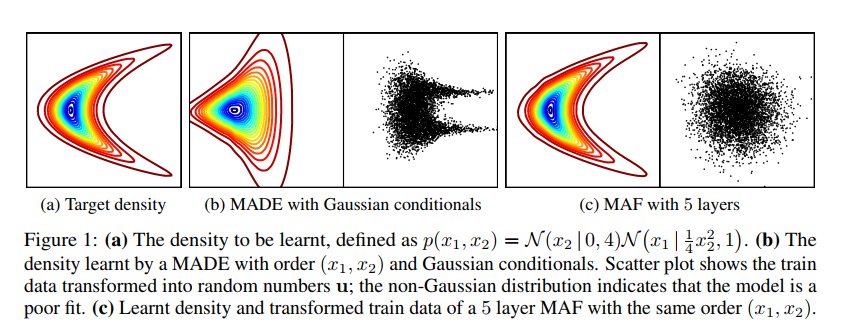 (a) Target density
(b) MADE with Gaussian conditionals
(c) MAF with 5 layers
Figure 1: (a) The density to be learnt, defined as p(x₁, x₂) = 𝒩(x₂ | 0, 4)𝒩(x₁ | ¼x₂², 1). (b) The
density learnt by a MADE with order (x₁, x₂) and Gaussian conditionals. Scatter plot shows the train
data transformed into random numbers u; the non-Gaussian distribution indicates that the model is a
poor fit. (c) Learnt density and transformed train data of a 5 layer MAF with the same order (x₁, x₂).